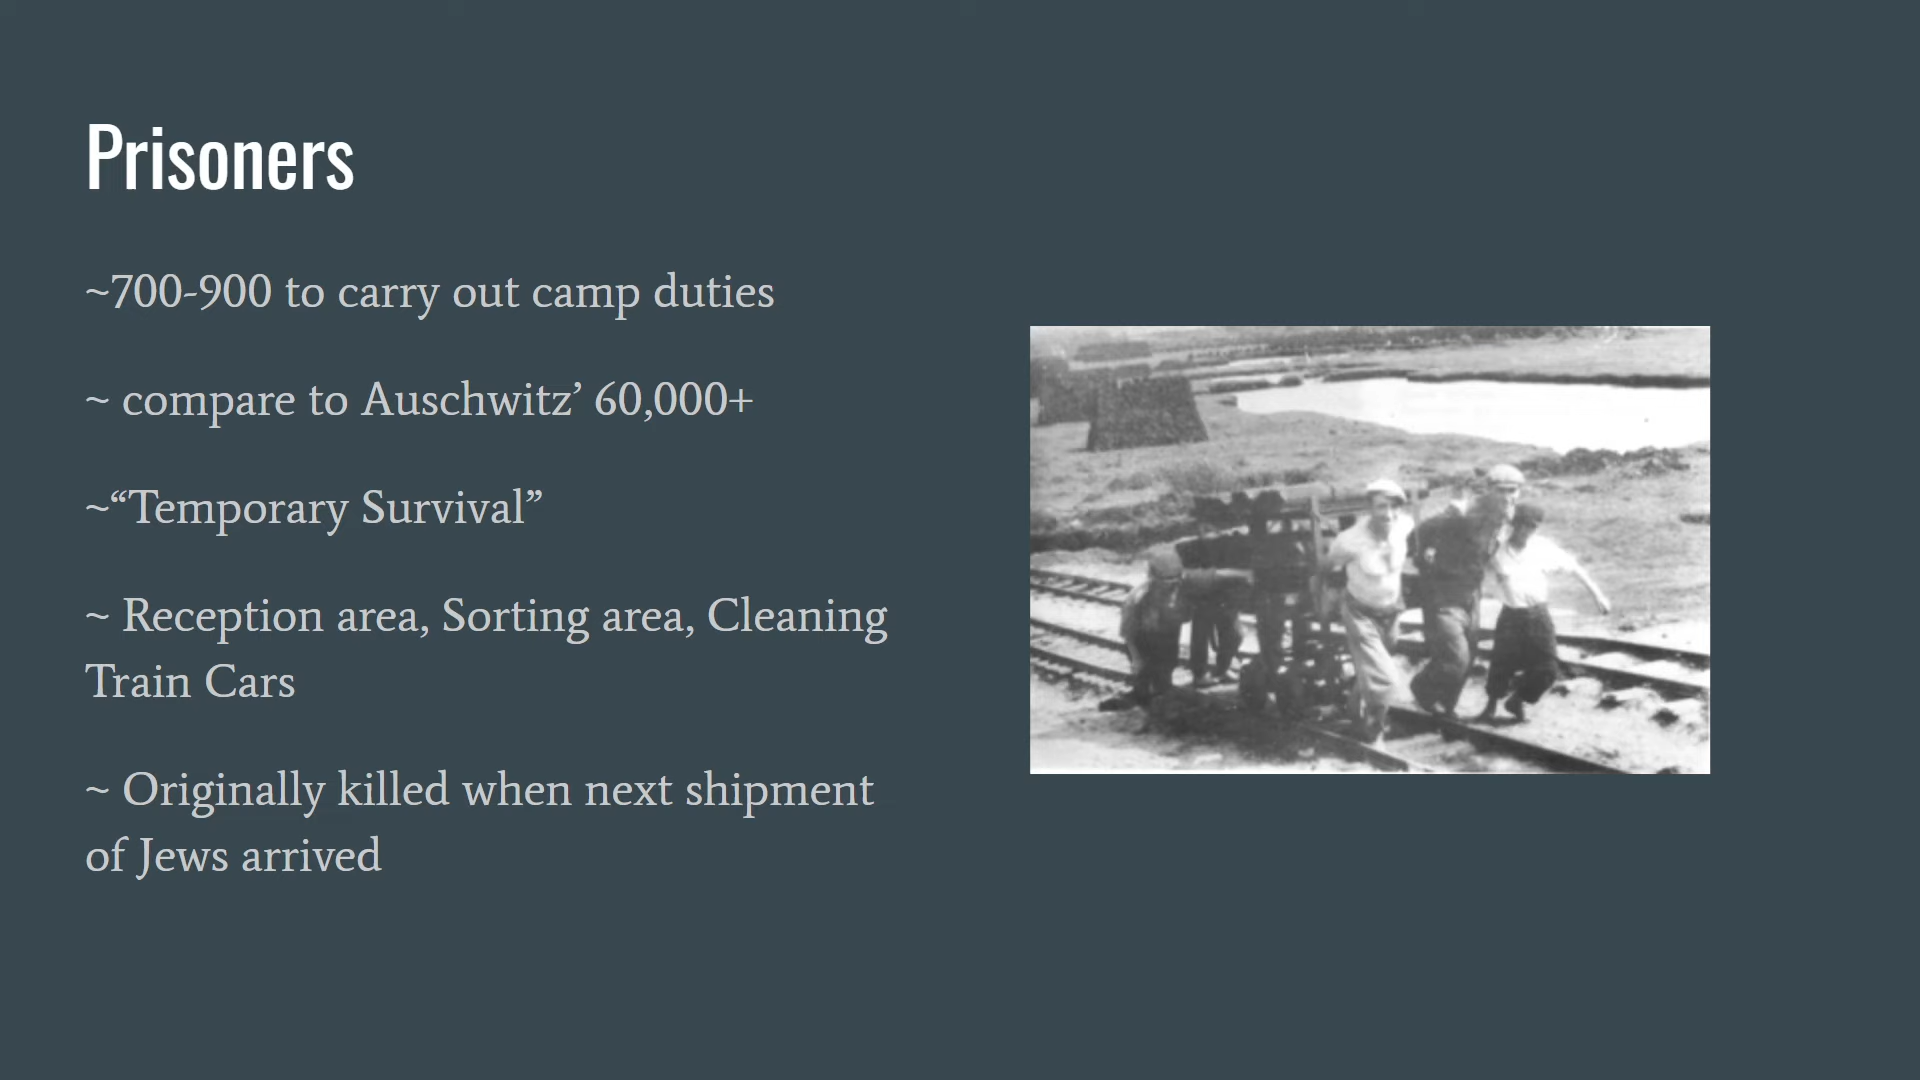 Prisoners
~700-900 to carry out camp duties
~ compare to Auschwitz’ 60,000+
~“Temporary Survival”
~ Reception area, Sorting area, Cleaning
Train Cars
~ Originally killed when next shipment
of Jews arrived